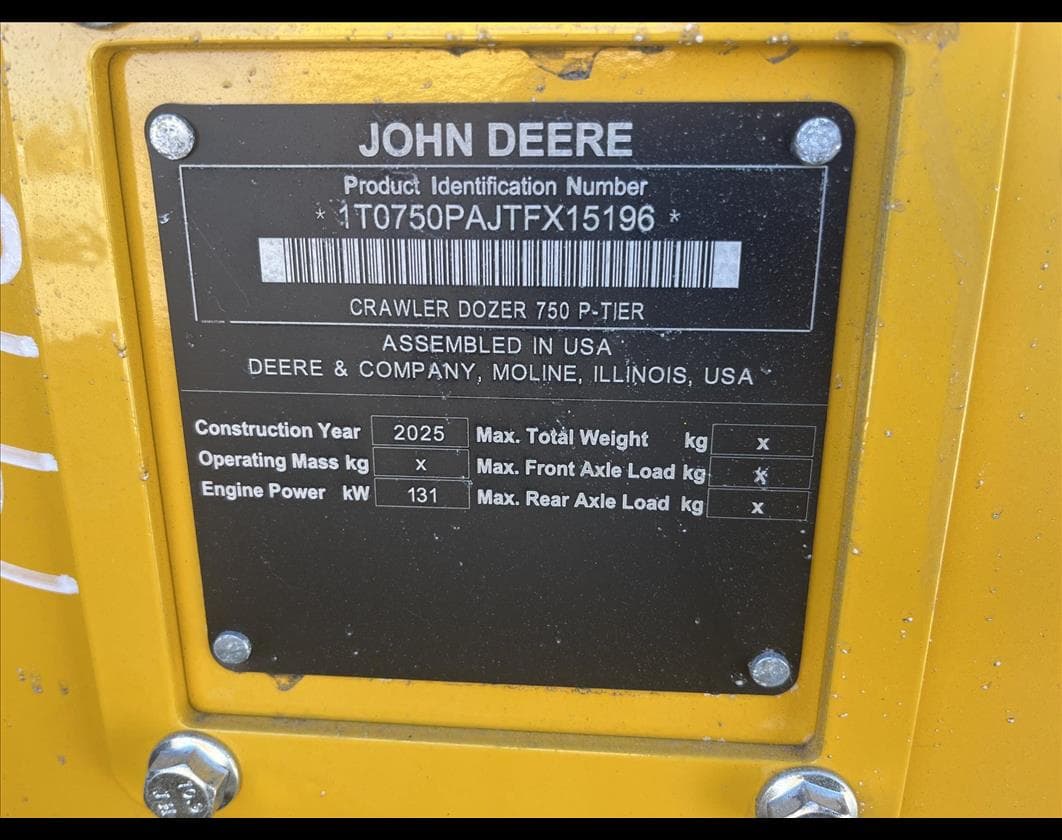 JOHN DEERE
Product Identification Number
* 1T0750PAJTFX15196 *
CRAWLER DOZER 750 P-TIER
ASSEMBLED IN USA
DEERE & COMPANY, MOLINE, ILLINOIS, USA
Construction Year 2025 Max. Total Weight kg x
Operating Mass kg x Max. Front Axle Load kg x
Engine Power kW 131 Max. Rear Axle Load kg x
10.9